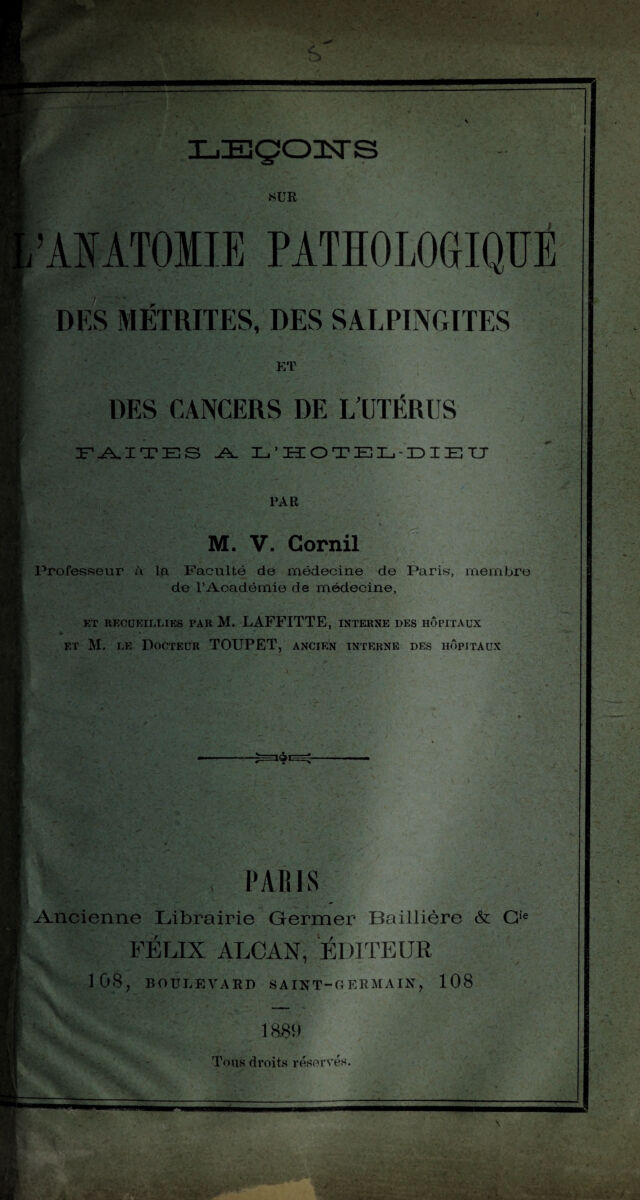 5
LEÇONS
SUR
L'ANATOMIE PATHOLOGIQUE
DES MÉTRITES, DES SALPINGITES
ET
DES CANCERS DE L'UTÉRUS
FAITES A L'HOTEL-DIEU
PAR
M. V. Cornil
Professeur à la Faculté de médecine de Paris, membre
de l'Académie de médecine,
ET RECUEILLIES PAR M. LAFFITTE, INTERNE DES HÔPITAUX
ET M. LE DOCTEUR TOUPET, ANCIEN INTERNE DES HÔPITAUX
PARIS
Ancienne Librairie Germer Baillière & Cie
FÉLIX ALCAN, ÉDITEUR
108, BOULEVARD SAINT-GERMAIN, 108
1889
Tous droits réservés.